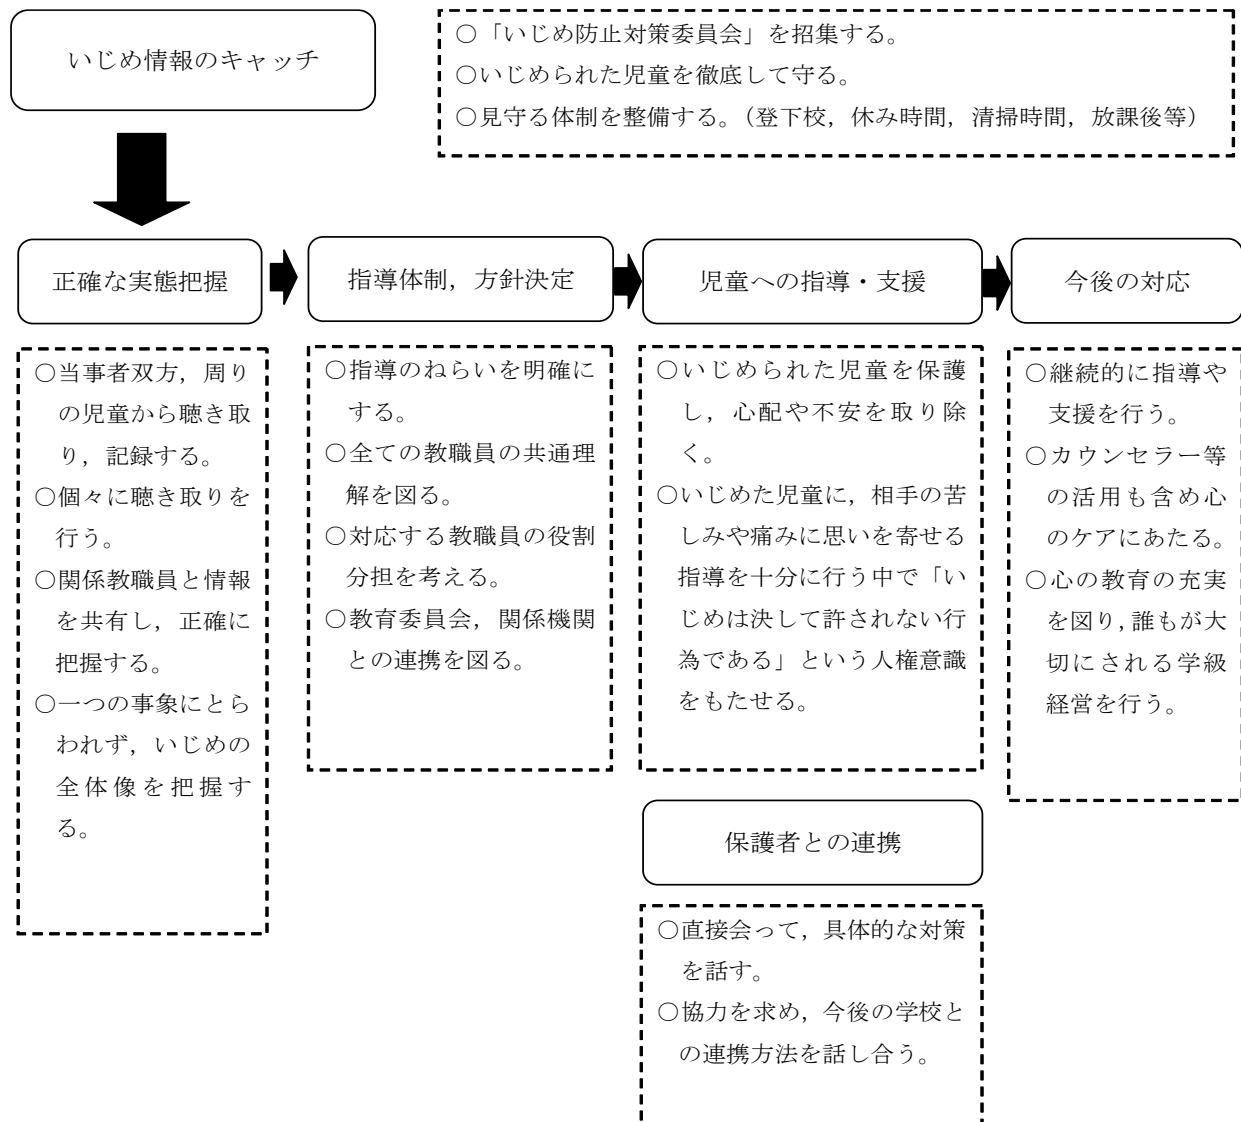 いじめ情報のキャッチ
○「いじめ防止対策委員会」を招集する。
○いじめられた児童を徹底して守る。
○見守る体制を整備する。（登下校，休み時間，清掃時間，放課後等）
正確な実態把握
指導体制，方針決定
児童への指導・支援
今後の対応
○当事者双方，周り
の児童から聴き取
り，記録する。
○個々に聴き取りを
行う。
○関係教職員と情報
を共有し，正確に
把握する。
○一つの事象にとら
われず，いじめの
全体像を把握す
る。
○指導のねらいを明確に
する。
○全ての教職員の共通理
解を図る。
○対応する教職員の役割
分担を考える。
○教育委員会，関係機関
との連携を図る。
○いじめられた児童を保護
し，心配や不安を取り除
く。
○いじめた児童に，相手の苦
しみや痛みに思いを寄せる
指導を十分に行う中で「い
じめは決して許されない行
為である」という人権意識
をもたせる。
○継続的に指導や
支援を行う。
○カウンセラー等
の活用も含め心
のケアにあたる。
○心の教育の充実
を図り，誰もが大
切にされる学級
経営を行う。
保護者との連携
○直接会って，具体的な対策
を話す。
○協力を求め，今後の学校と
の連携方法を話し合う。